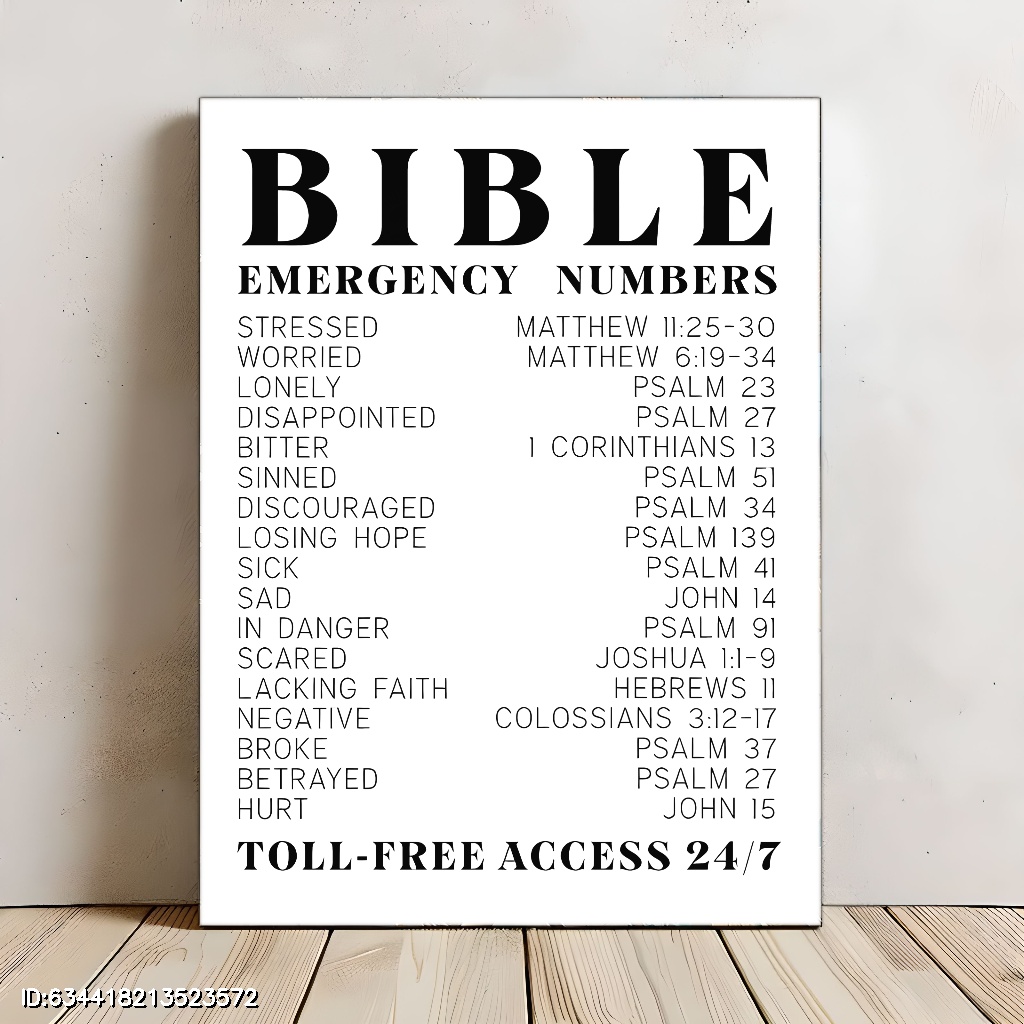 BIBLE
EMERGENCY NUMBERS
STRESSED MATTHEW 11:25-30
WORRIED MATTHEW 6:19-34
LONELY PSALM 23
DISAPPOINTED PSALM 27
BITTER 1 CORINTHIANS 13
SINNED PSALM 51
DISCOURAGED PSALM 34
LOSING HOPE PSALM 139
SICK PSALM 41
SAD JOHN 14
IN DANGER PSALM 91
SCARED JOSHUA 1:1-9
LACKING FAITH HEBREWS 11
NEGATIVE COLOSSIANS 3:12-17
BROKE PSALM 37
BETRAYED PSALM 27
HURT JOHN 15
TOLL-FREE ACCESS 24/7
ID:634418213523572